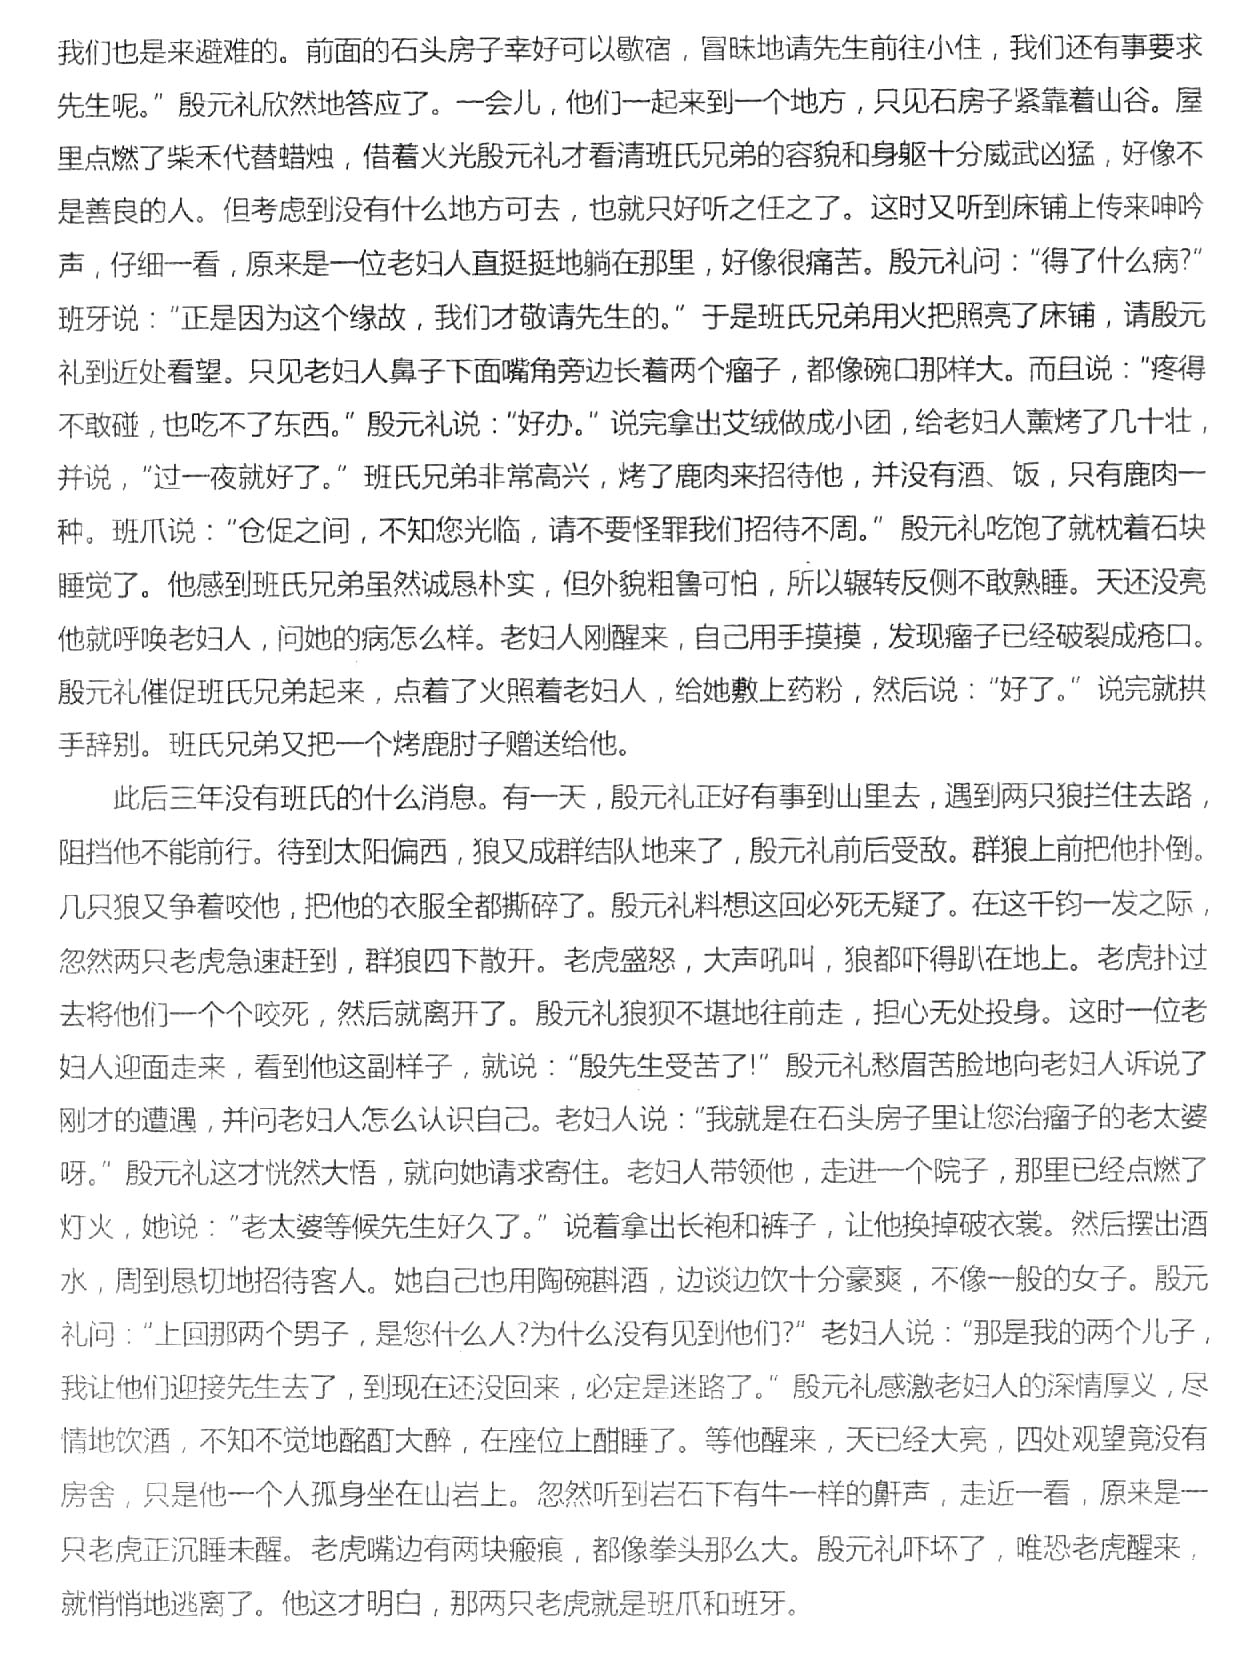 我们也是来避难的。前面的石头房子幸好可以歇宿，冒昧地请先生前往小住，我们还有事要求
先生呢。”殷元礼欣然地答应了。一会儿，他们一起来到一个地方，只见石房子紧靠着山谷。屋
里点燃了柴禾代替蜡烛，借着火光殷元礼才看清班氏兄弟的容貌和身躯十分威武凶猛，好像不
是善良的人。但考虑到没有什么地方可去，也就只好听之任之了。这时又听到床铺上传来呻吟
声，仔细一看，原来是一位老妇人直挺挺地躺在那里，好像很痛苦。殷元礼问：“得了什么病?”
班牙说：“正是因为这个缘故，我们才敬请先生的。”于是班氏兄弟用火把照亮了床铺，请殷元
礼到近处看望。只见老妇人鼻子下面嘴角旁边长着两个瘤子，都像碗口那样大。而且说：“疼得
不敢碰，也吃不了东西。”殷元礼说：“好办。”说完拿出艾绒做成小团，给老妇人薰烤了几十壮，
并说，“过一夜就好了。”班氏兄弟非常高兴，烤了鹿肉来招待他，并没有酒、饭，只有鹿肉一
种。班爪说：“仓促之间，不知您光临，请不要怪罪我们招待不周。”殷元礼吃饱了就枕着石块
睡觉了。他感到班氏兄弟虽然诚恳朴实，但外貌粗鲁可怕，所以辗转反侧不敢熟睡。天还没亮
他就呼唤老妇人，问她的病怎么样。老妇人刚醒来，自己用手摸摸，发现瘤子已经破裂成疮口。
殷元礼催促班氏兄弟起来，点着了火照着老妇人，给她敷上药粉，然后说：“好了。”说完就拱
手辞别。班氏兄弟又把一个烤鹿肘子赠送给他。
此后三年没有班氏的什么消息。有一天，殷元礼正好有事到山里去，遇到两只狼拦住去路，
阻挡他不能前行。待到太阳偏西，狼又成群结队地来了，殷元礼前后受敌。群狼上前把他扑倒。
几只狼又争着咬他，把他的衣服全都撕碎了。殷元礼料想这回必死无疑了。在这千钧一发之际，
忽然两只老虎急速赶到，群狼四下散开。老虎盛怒，大声吼叫，狼都吓得趴在地上。老虎扑过
去将他们一个个咬死，然后就离开了。殷元礼狼狈不堪地往前走，担心无处投身。这时一位老
妇人迎面走来，看到他这副样子，就说：“殷先生受苦了!”殷元礼愁眉苦脸地向老妇人诉说了
刚才的遭遇，并问老妇人怎么认识自己。老妇人说：“我就是在石头房子里让您治瘤子的老太婆
呀。”殷元礼这才恍然大悟，就向她请求寄住。老妇人带领他，走进一个院子，那里已经点燃了
灯火，她说：“老太婆等候先生好久了。”说着拿出长袍和裤子，让他换掉破衣裳。然后摆出酒
水，周到恳切地招待客人。她自己也用陶碗斟酒，边谈边饮十分豪爽，不像一般的女子。殷元
礼问：“上回那两个男子，是您什么人?为什么没有见到他们?”老妇人说：“那是我的两个儿子，
我让他们迎接先生去了，到现在还没回来，必定是迷路了。”殷元礼感激老妇人的深情厚义，尽
情地饮酒，不知不觉地酩酊大醉，在座位上酣睡了。等他醒来，天已经大亮，四处观望竟没有
房舍，只是他一个人孤身坐在山岩上。忽然听到岩石下有牛一样的鼾声，走近一看，原来是一
只老虎正沉睡未醒。老虎嘴边有两块瘢痕，都像拳头那么大。殷元礼吓坏了，唯恐老虎醒来，
就悄悄地逃离了。他这才明白，那两只老虎就是班爪和班牙。